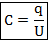 C = q/U